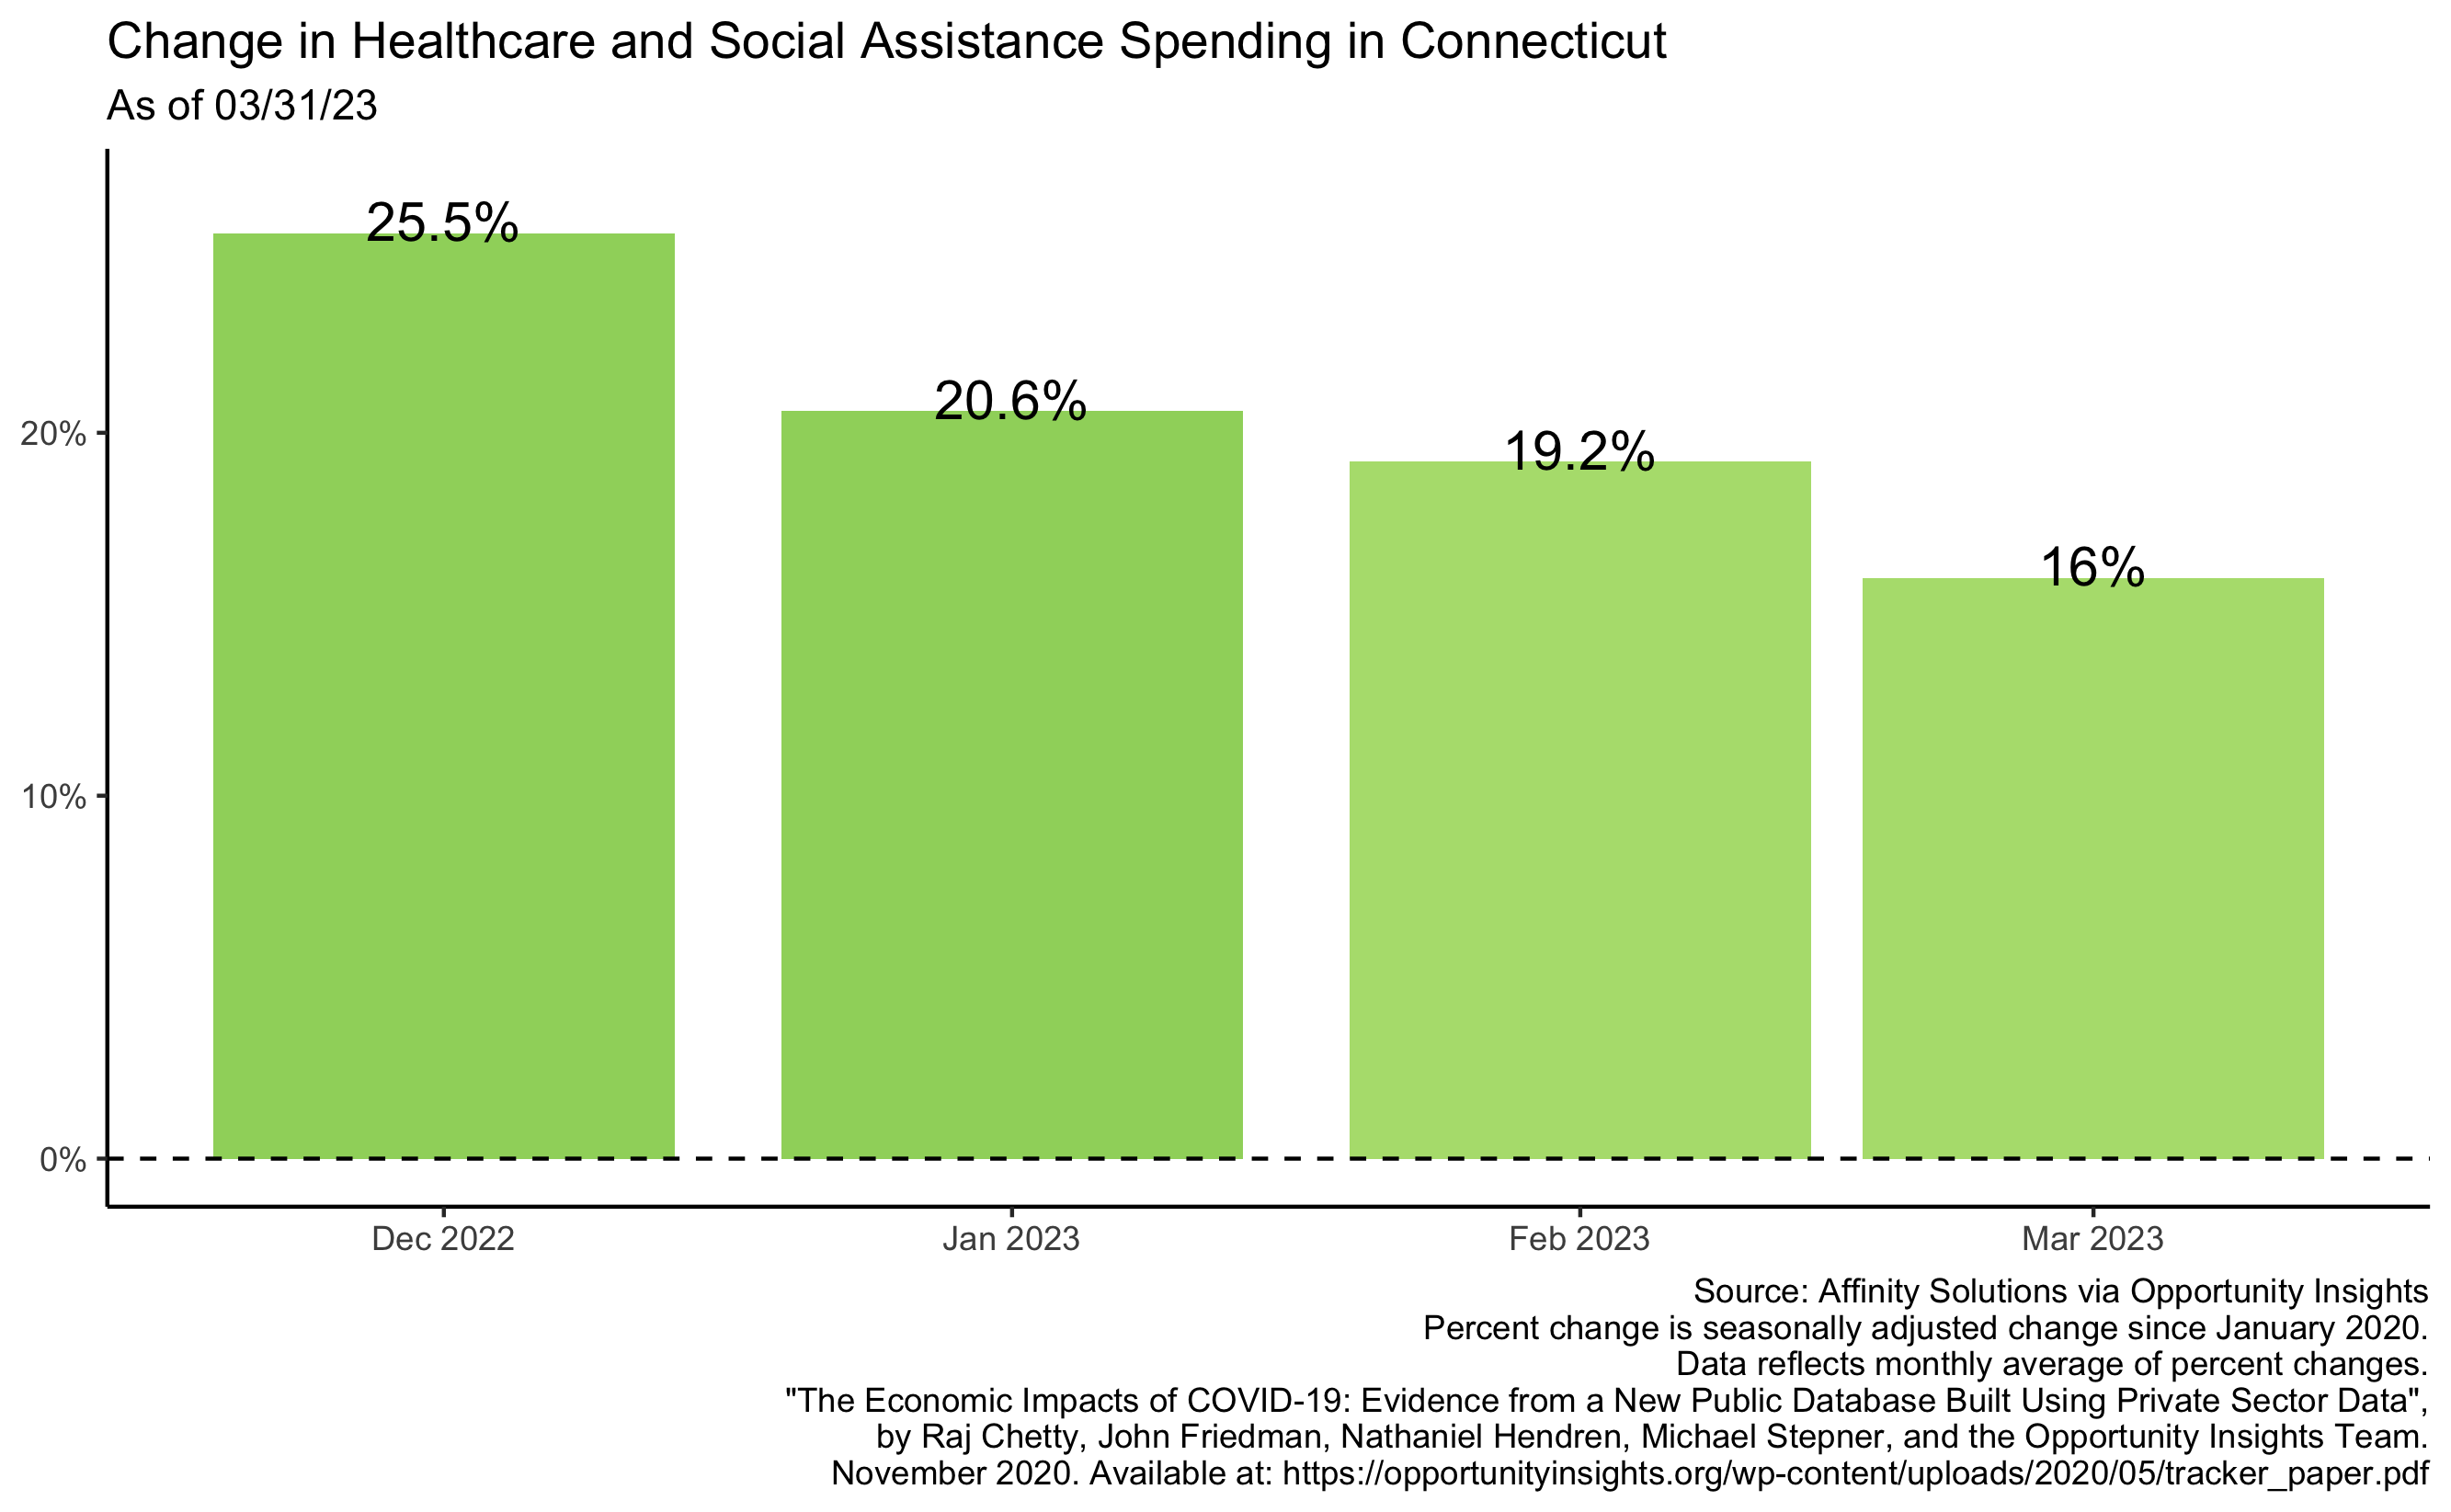 Change in Healthcare and Social Assistance Spending in Connecticut
As of 03/31/23
25.5%
20.6%
19.2%
16%
20%
10%
0%
Dec 2022
Jan 2023
Feb 2023
Mar 2023
Source: Affinity Solutions via Opportunity Insights
Percent change is seasonally adjusted change since January 2020.
Data reflects monthly average of percent changes.
"The Economic Impacts of COVID-19: Evidence from a New Public Database Built Using Private Sector Data",
by Raj Chetty, John Friedman, Nathaniel Hendren, Michael Stepner, and the Opportunity Insights Team.
November 2020. Available at: https://opportunityinsights.org/wp-content/uploads/2020/05/tracker_paper.pdf